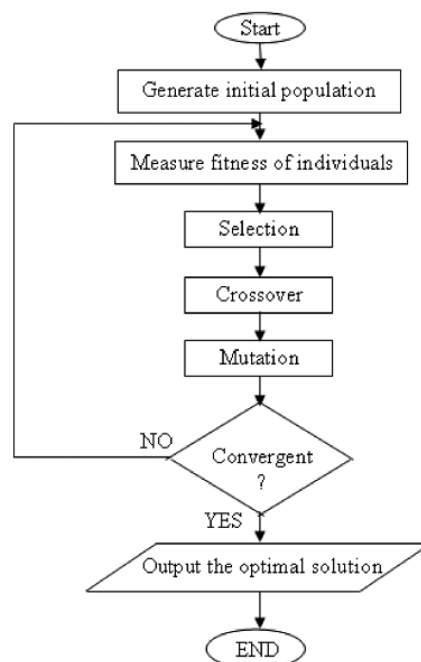 Start
Generate initial population
Measure fitness of individuals
Selection
Crossover
Mutation
NO
Convergent
?
YES
Output the optimal solution
END